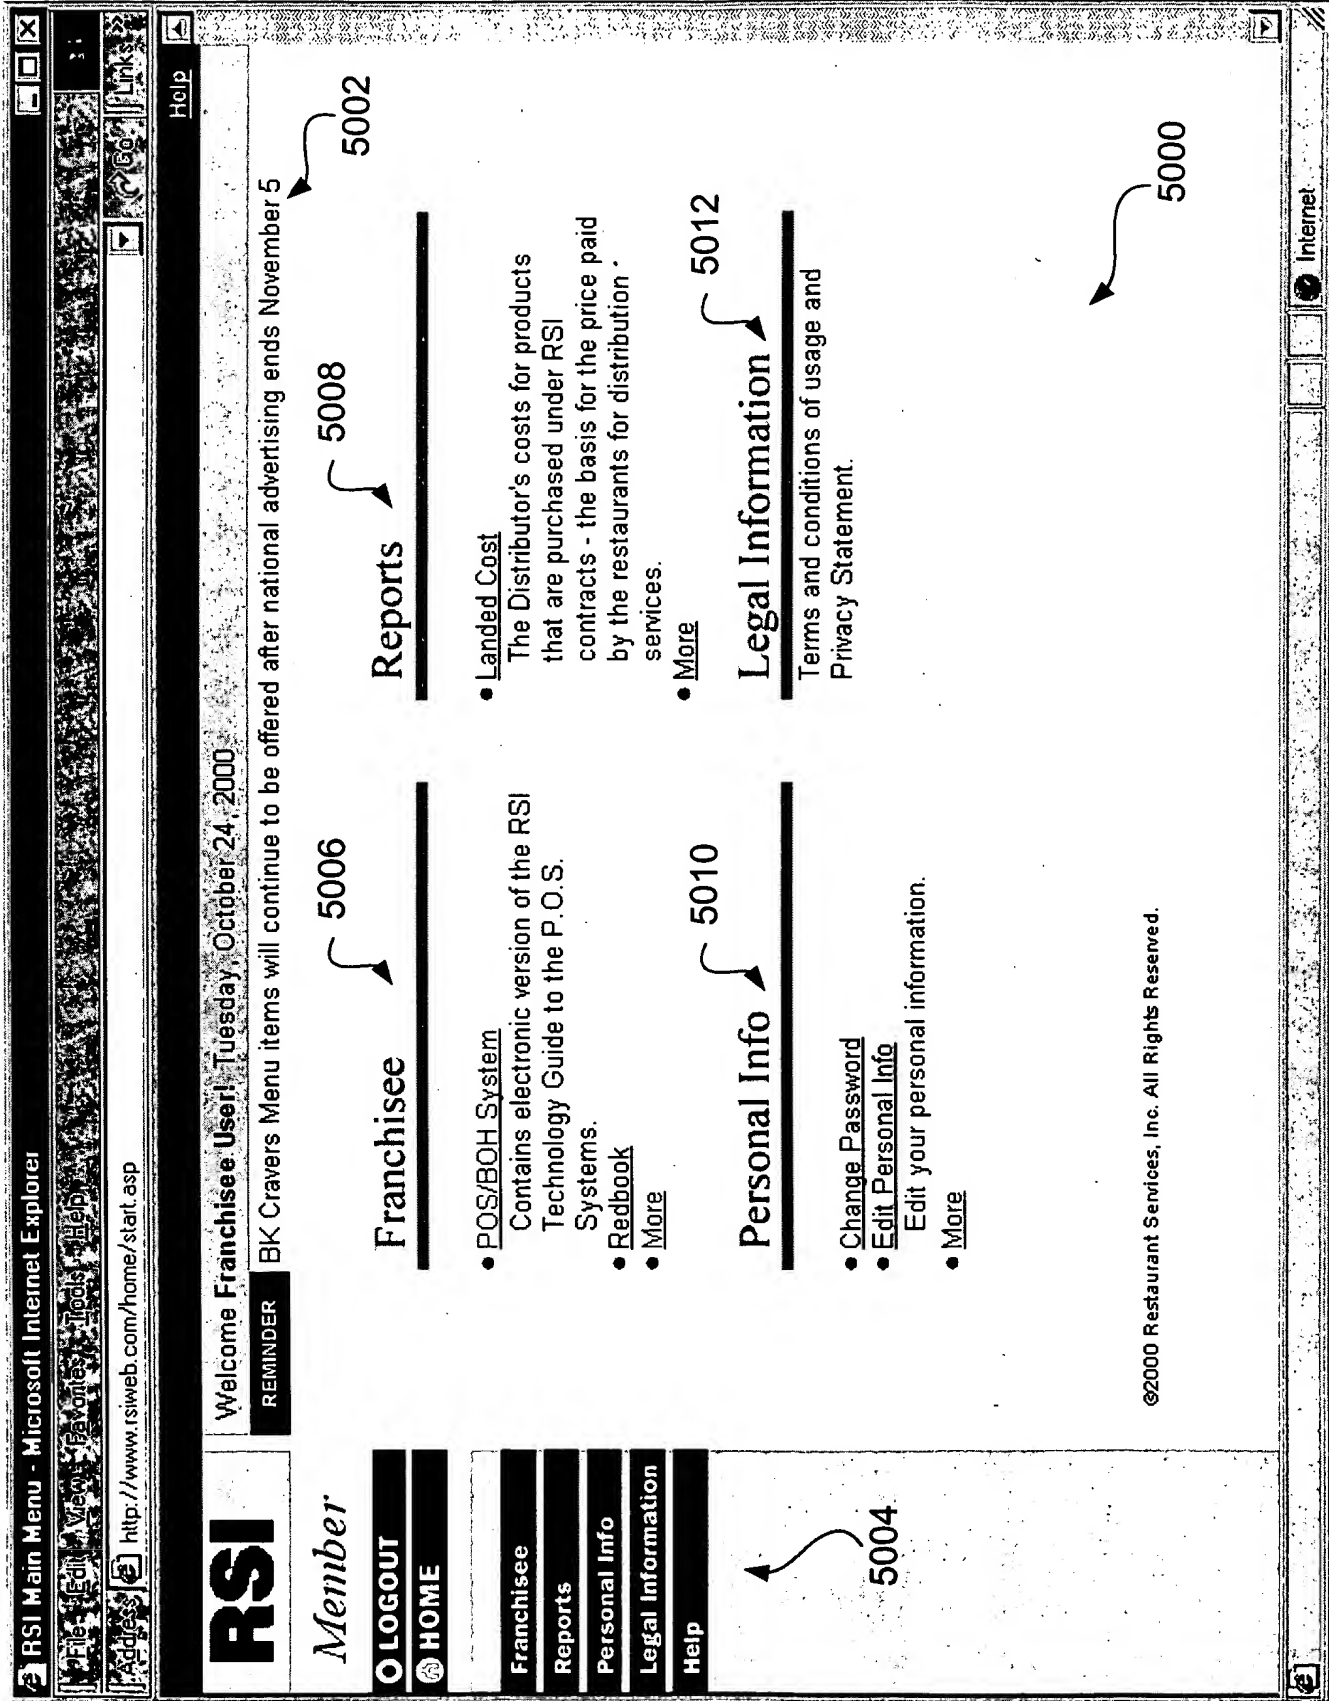 RSI Main Menu - Microsoft Internet Explorer
File Edit View Favorites Tools Help
Address http://www.rsiweb.com/home/start.asp Go Links »
Help
RSI
Welcome Franchisee User! Tuesday, October 24, 2000
REMINDER BK Cravers Menu items will continue to be offered after national advertising ends November 5
5002
Member
LOGOUT
HOME
Franchisee
Reports
Personal Info
Legal Information
Help
5004
Franchisee
5006
• POS/BOH System
Contains electronic version of the RSI
Technology Guide to the P.O.S.
Systems.
• Redbook
• More
Reports
5008
• Landed Cost
The Distributor's costs for products
that are purchased under RSI
contracts - the basis for the price paid
by the restaurants for distribution
services.
• More
Personal Info
5010
• Change Password
• Edit Personal Info
Edit your personal information.
• More
Legal Information
5012
Terms and conditions of usage and
Privacy Statement.
5000
©2000 Restaurant Services, Inc. All Rights Reserved.
Internet